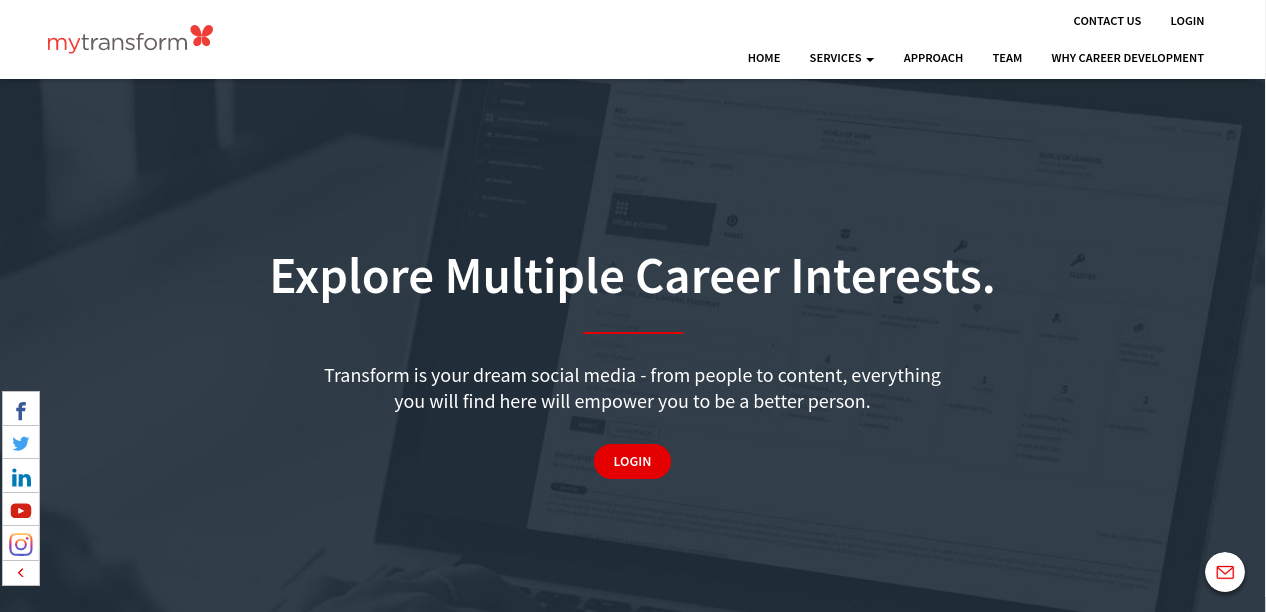 CONTACT US LOGIN
mytransform
HOME SERVICES APPROACH TEAM WHY CAREER DEVELOPMENT
Explore Multiple Career Interests.
Transform is your dream social media - from people to content, everything
you will find here will empower you to be a better person.
LOGIN